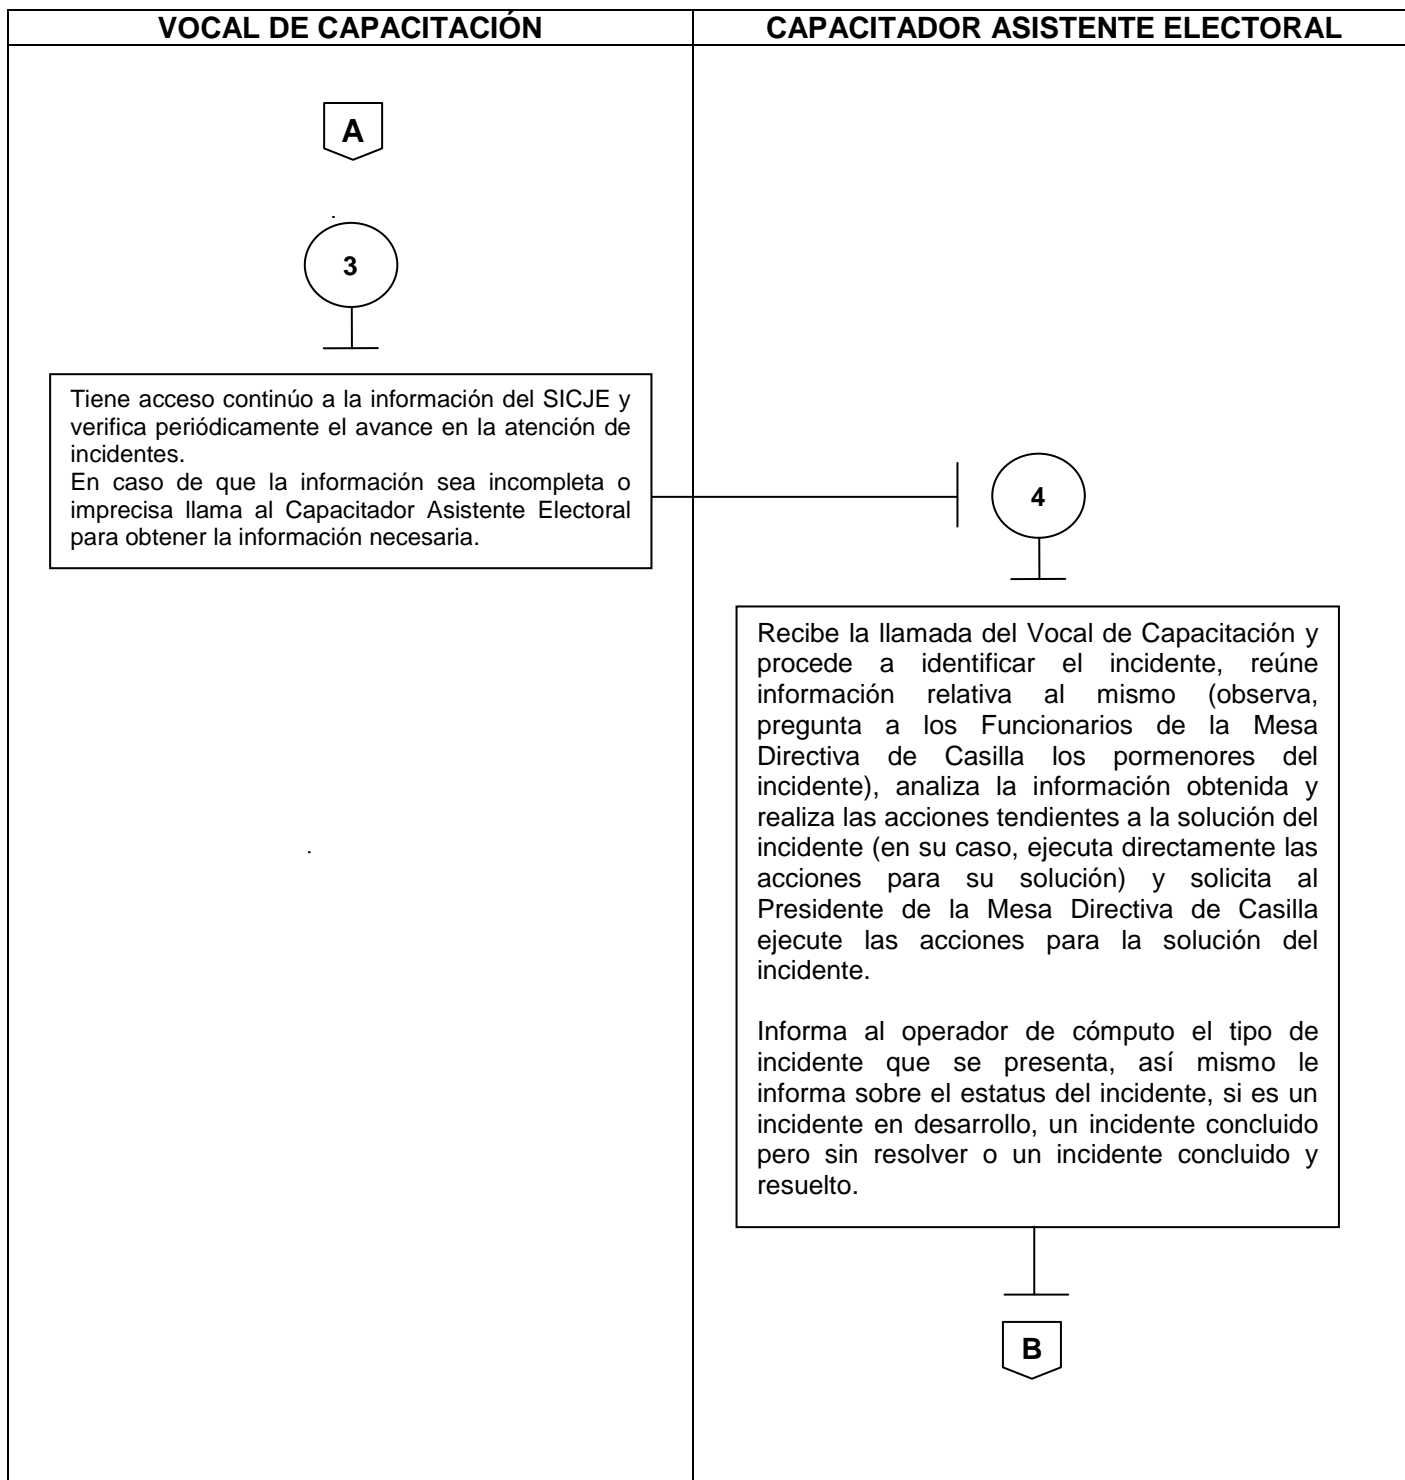 VOCAL DE CAPACITACIÓN
CAPACITADOR ASISTENTE ELECTORAL
A
3
Tiene acceso continúo a la información del SICJE y
verifica periódicamente el avance en la atención de
incidentes.
En caso de que la información sea incompleta o
imprecisa llama al Capacitador Asistente Electoral
para obtener la información necesaria.
4
Recibe la llamada del Vocal de Capacitación y
procede a identificar el incidente, reúne
información relativa al mismo (observa,
pregunta a los Funcionarios de la Mesa
Directiva de Casilla los pormenores del
incidente), analiza la información obtenida y
realiza las acciones tendientes a la solución del
incidente (en su caso, ejecuta directamente las
acciones para su solución) y solicita al
Presidente de la Mesa Directiva de Casilla
ejecute las acciones para la solución del
incidente.
Informa al operador de cómputo el tipo de
incidente que se presenta, así mismo le
informa sobre el estatus del incidente, si es un
incidente en desarrollo, un incidente concluido
pero sin resolver o un incidente concluido y
resuelto.
B